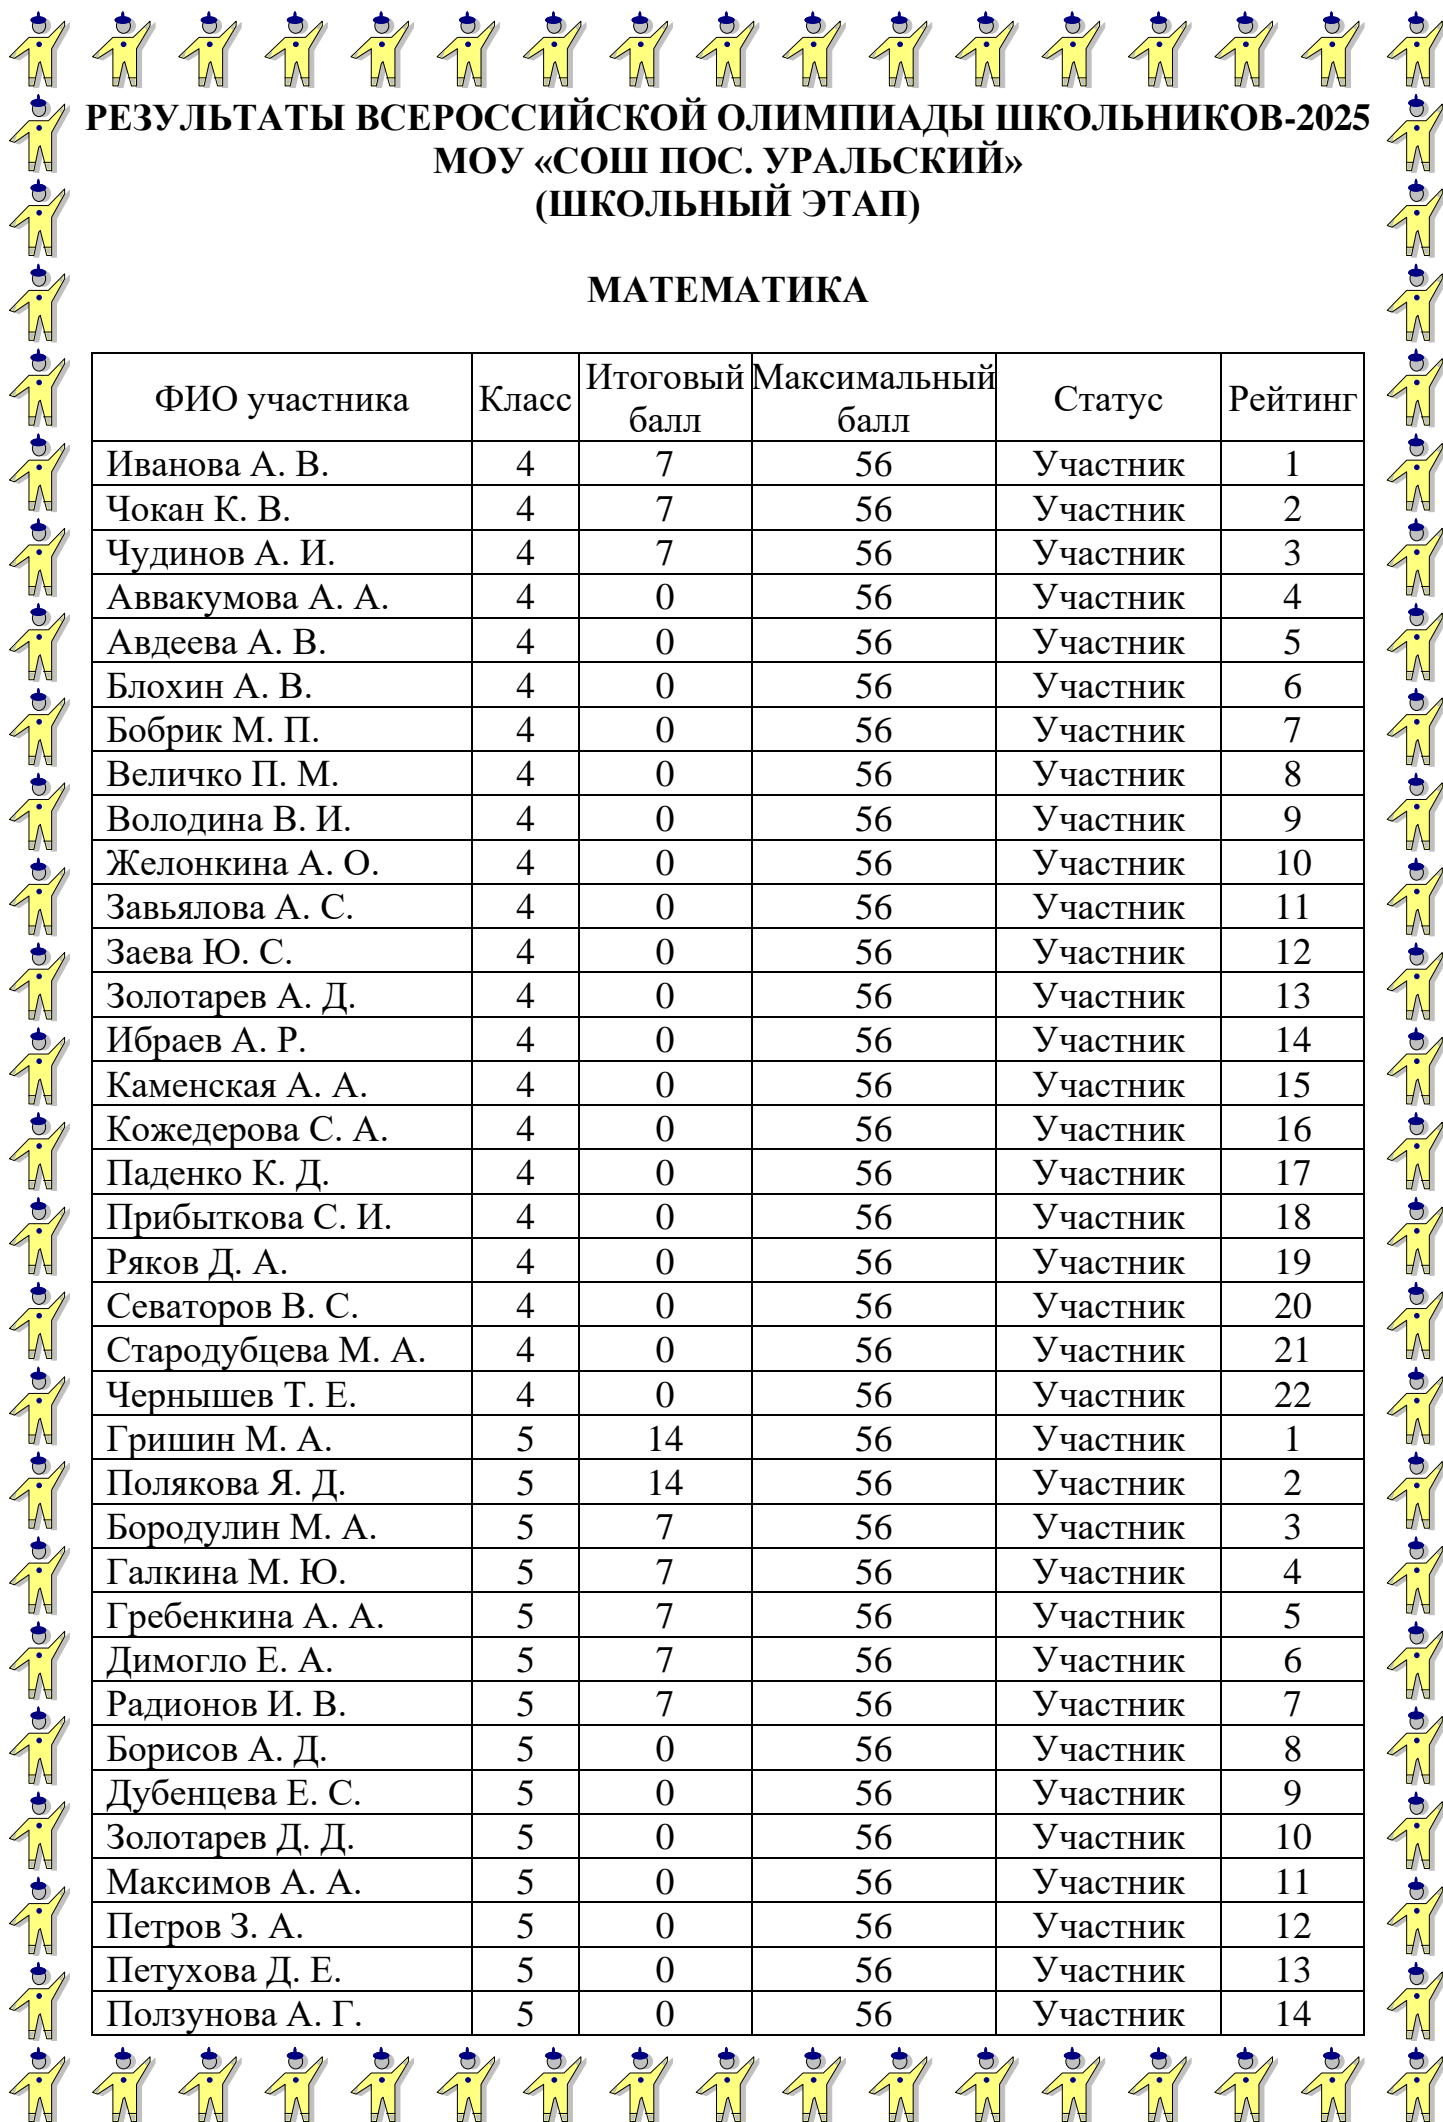 РЕЗУЛЬТАТЫ ВСЕРОССИЙСКОЙ ОЛИМПИАДЫ ШКОЛЬНИКОВ-2025
МОУ «СОШ ПОС. УРАЛЬСКИЙ»
(ШКОЛЬНЫЙ ЭТАП)
МАТЕМАТИКА
ФИО участника Класс Итоговый балл Максимальный балл Статус Рейтинг
Иванова А. В. 4 7 56 Участник 1
Чокан К. В. 4 7 56 Участник 2
Чудинов А. И. 4 7 56 Участник 3
Аввакумова А. А. 4 0 56 Участник 4
Авдеева А. В. 4 0 56 Участник 5
Блохин А. В. 4 0 56 Участник 6
Бобрик М. П. 4 0 56 Участник 7
Величко П. М. 4 0 56 Участник 8
Володина В. И. 4 0 56 Участник 9
Желонкина А. О. 4 0 56 Участник 10
Завьялова А. С. 4 0 56 Участник 11
Заева Ю. С. 4 0 56 Участник 12
Золотарев А. Д. 4 0 56 Участник 13
Ибраев А. Р. 4 0 56 Участник 14
Каменская А. А. 4 0 56 Участник 15
Кожедерова С. А. 4 0 56 Участник 16
Паденко К. Д. 4 0 56 Участник 17
Прибыткова С. И. 4 0 56 Участник 18
Ряков Д. А. 4 0 56 Участник 19
Севаторов В. С. 4 0 56 Участник 20
Стародубцева М. А. 4 0 56 Участник 21
Чернышев Т. Е. 4 0 56 Участник 22
Гришин М. А. 5 14 56 Участник 1
Полякова Я. Д. 5 14 56 Участник 2
Бородулин М. А. 5 7 56 Участник 3
Галкина М. Ю. 5 7 56 Участник 4
Гребенкина А. А. 5 7 56 Участник 5
Димогло Е. А. 5 7 56 Участник 6
Радионов И. В. 5 7 56 Участник 7
Борисов А. Д. 5 0 56 Участник 8
Дубенцева Е. С. 5 0 56 Участник 9
Золотарев Д. Д. 5 0 56 Участник 10
Максимов А. А. 5 0 56 Участник 11
Петров З. А. 5 0 56 Участник 12
Петухова Д. Е. 5 0 56 Участник 13
Ползунова А. Г. 5 0 56 Участник 14